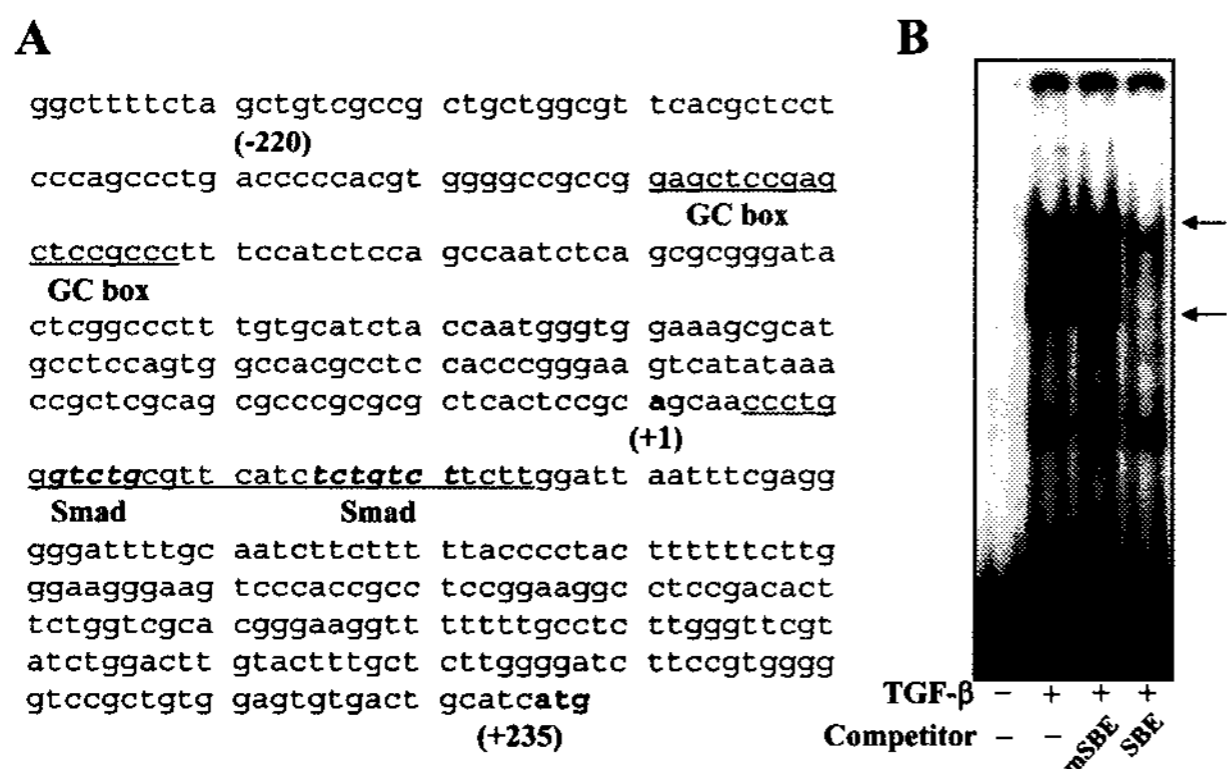 A
ggcttttcta gctgtcgccg ctgctggcgt tcacgctcct
(-220)
cccagccctg acccccacgt ggggccgccg gagctccgag
GC box
ctccgccctt tccatctcca gccaatctca gcgcgggata
GC box
ctcggccctt tgtgcatcta ccaatgggtg gaaagcgcat
gcctccagtg gccacgcctc cacccgggaa gtcatataaa
ccgctcgcag cgcccgcgcg ctcactccgc agcaaccctg
(+1)
ggtctgcgtt catctctgtc ttcttggatt aatttcgagg
Smad Smad
gggattttgc aatcttcttt ttacccctac ttttttcttg
ggaagggaag tcccaccgcc tccggaaggc ctccgacact
tctggtcgca cgggaaggtt tttttgcctc ttgggttcgt
atctggactt gtactttgct cttggggatc ttccgtgggg
gtccgctgtg gagtgtgact gcatcatg
(+235)
B
TGF-β – + + +
Competitor – – mSBE SBE